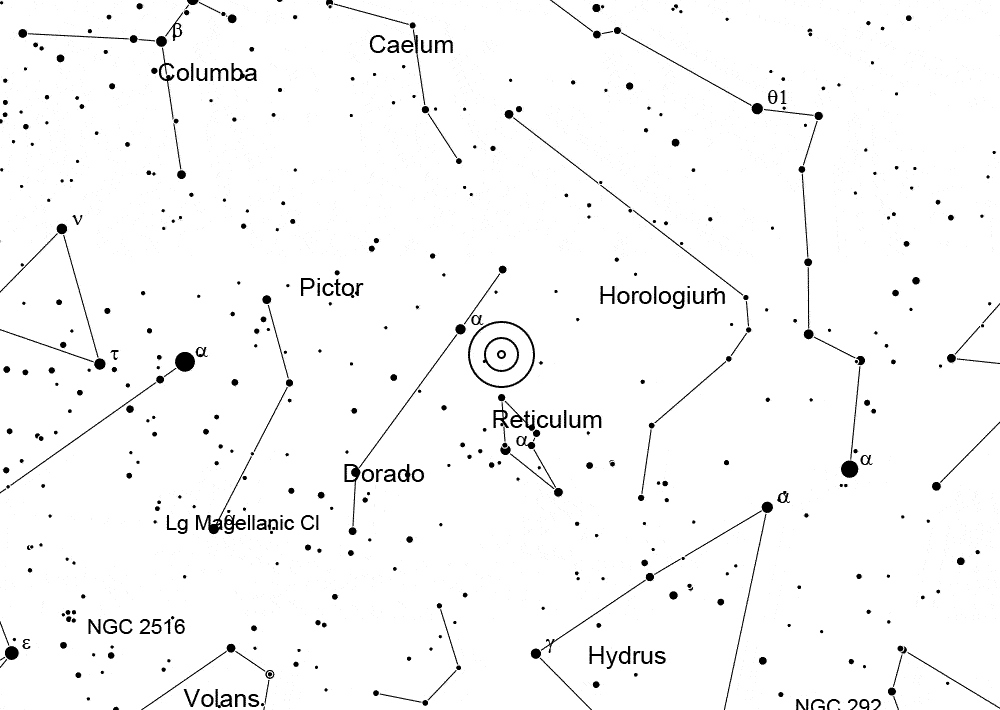 β
Columba
Caelum
θ1
ν
Pictor
Horologium
α
τ
α
Reticulum
α
α
Dorado
α
Lg Magellanic Cl
α
NGC 2516
ε
γ
Hydrus
Volans
NGC 292